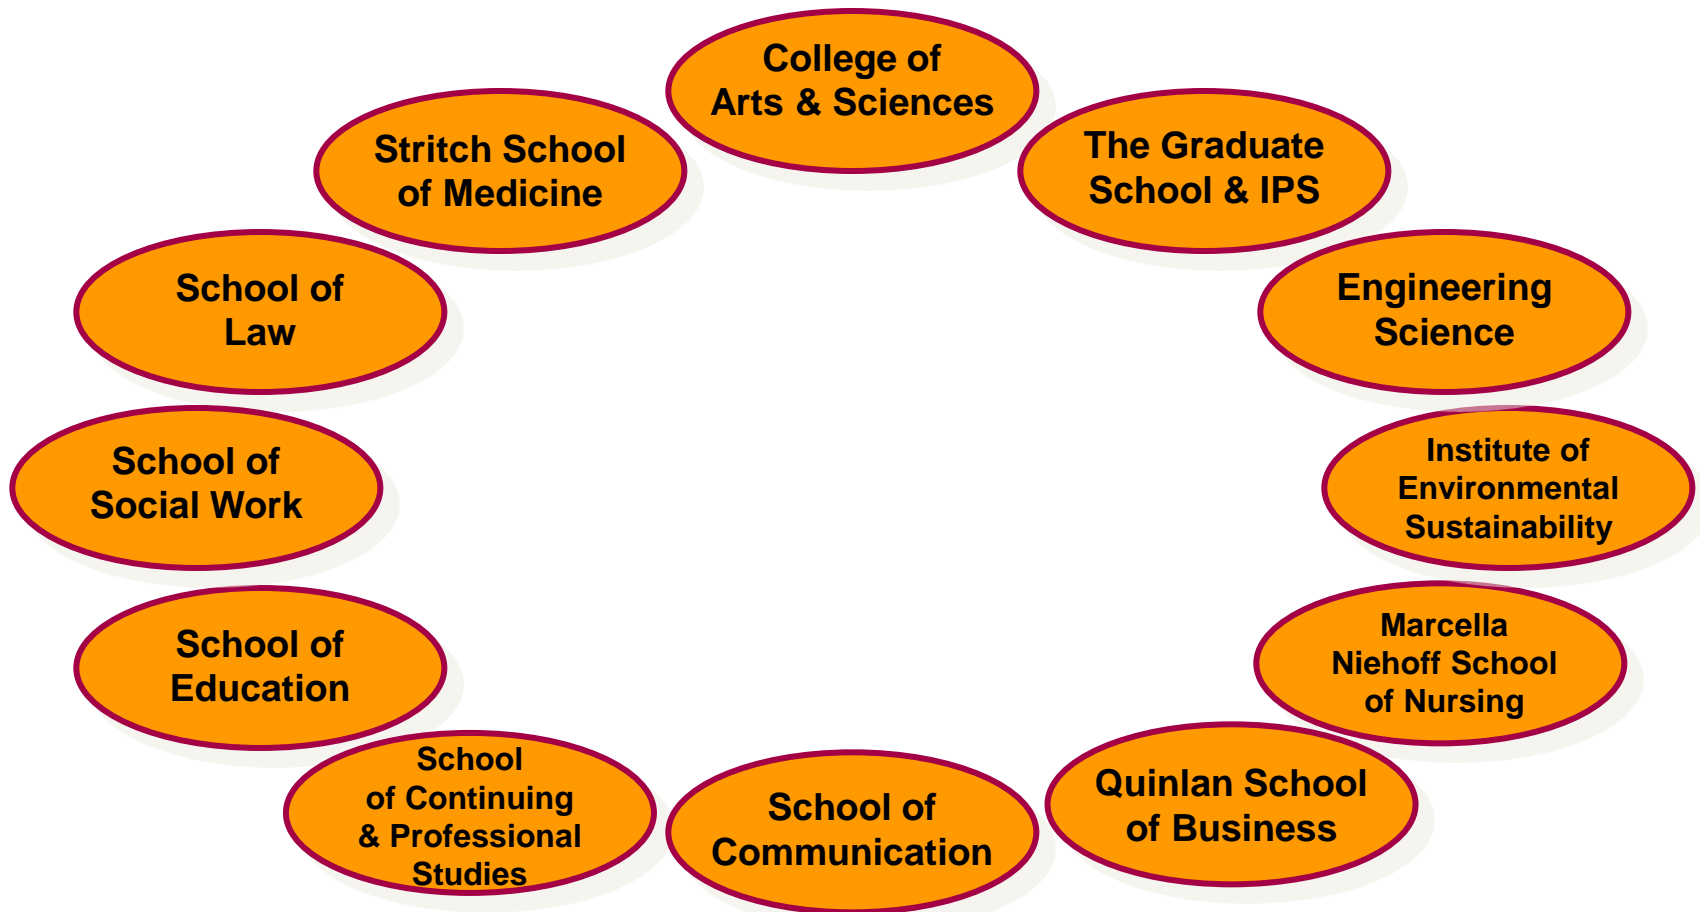 College of
Arts & Sciences
The Graduate
School & IPS
Engineering
Science
Institute of
Environmental
Sustainability
Marcella
Niehoff School
of Nursing
Quinlan School
of Business
School of
Communication
School
of Continuing
& Professional
Studies
School of
Education
School of
Social Work
School of
Law
Stritch School
of Medicine